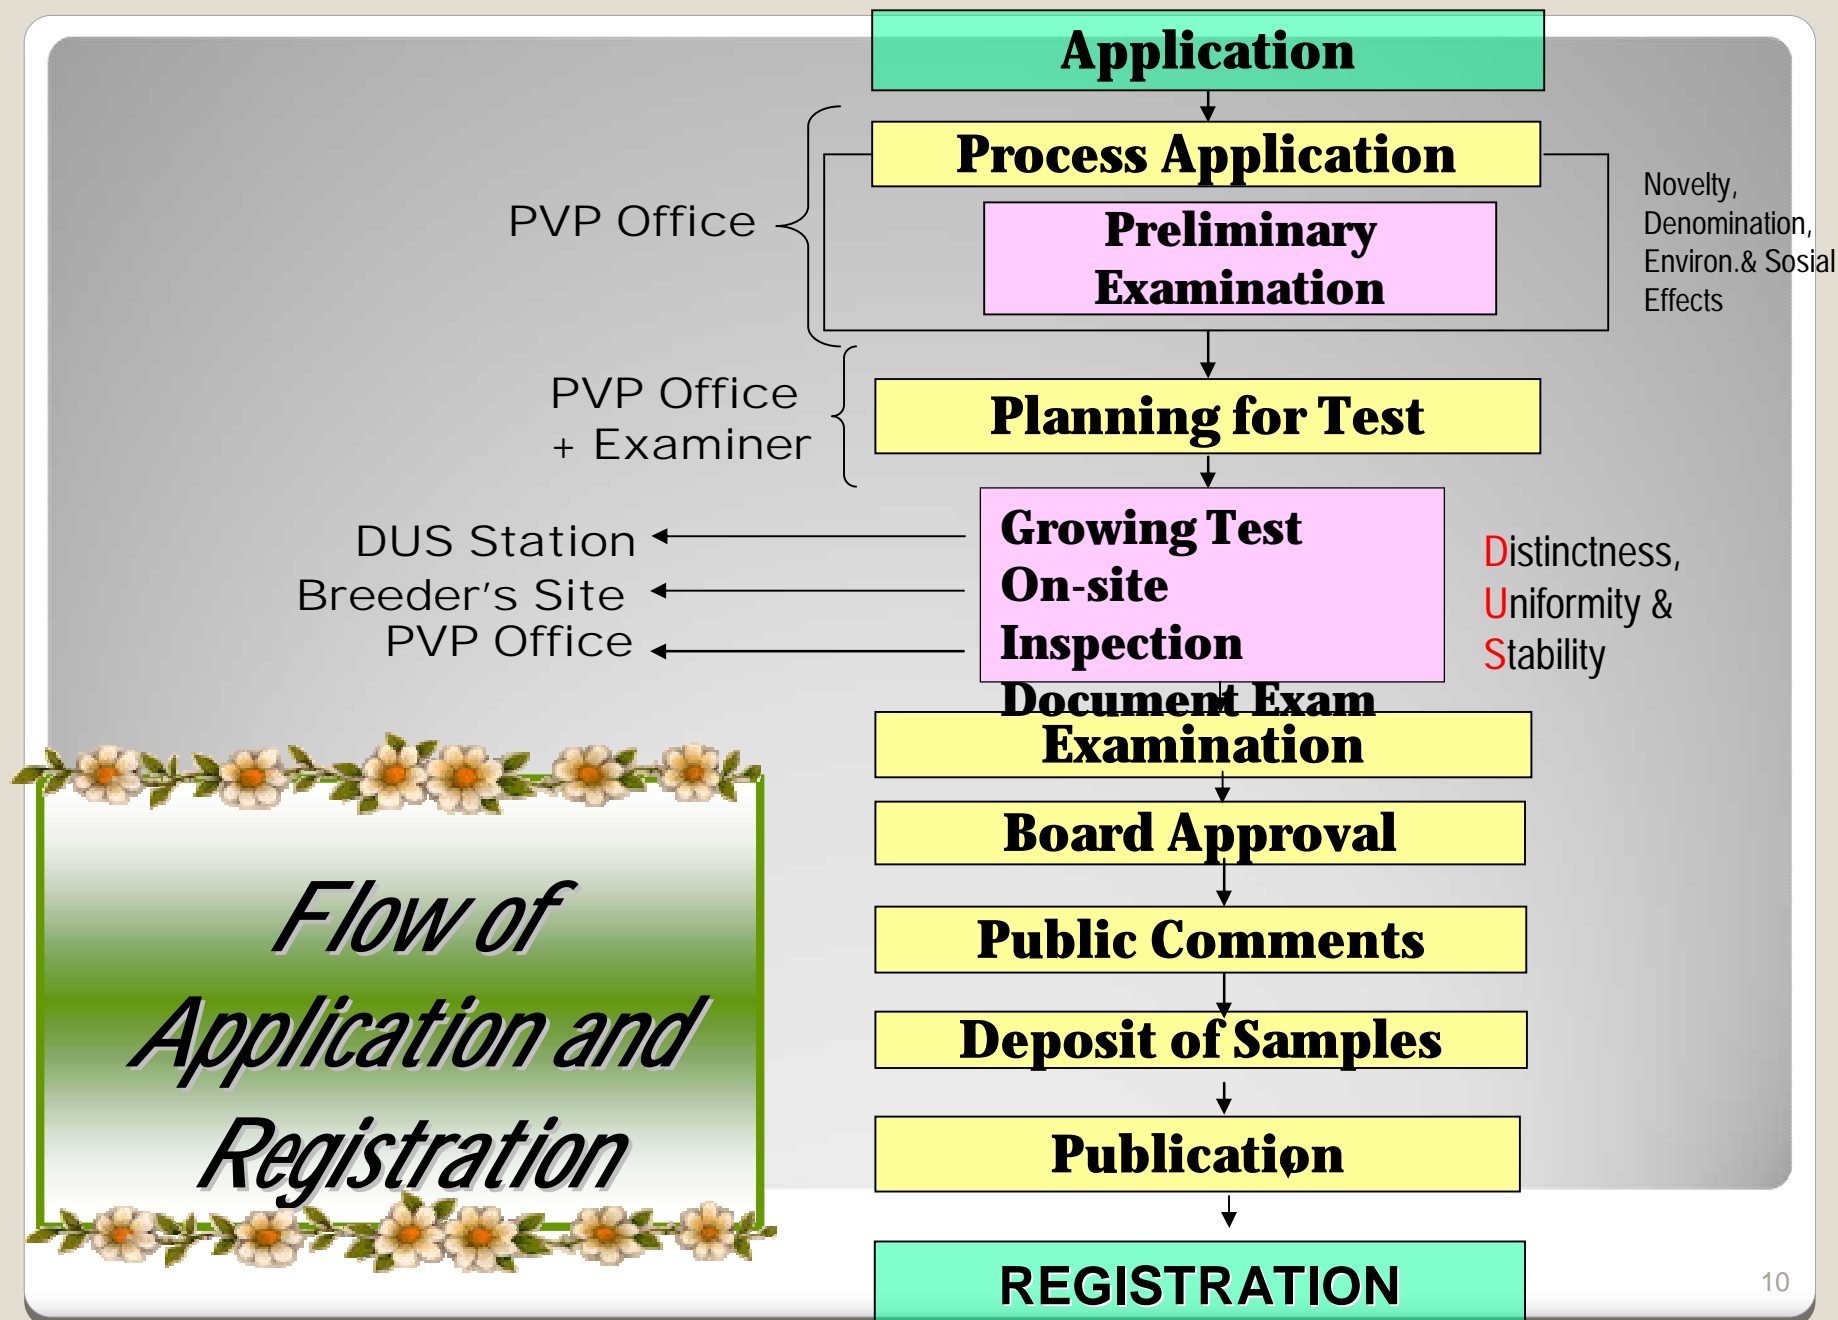 Application
Process Application
PVP Office
Preliminary
Examination
Novelty,
Denomination,
Environ.& Sosial
Effects
PVP Office
+ Examiner
Planning for Test
Growing Test
On-site
Inspection
Document Exam
DUS Station
Breeder's Site
PVP Office
Distinctness,
Uniformity &
Stability
Examination
Board Approval
Public Comments
Deposit of Samples
Publication
REGISTRATION
Flow of
Application and
Registration
10